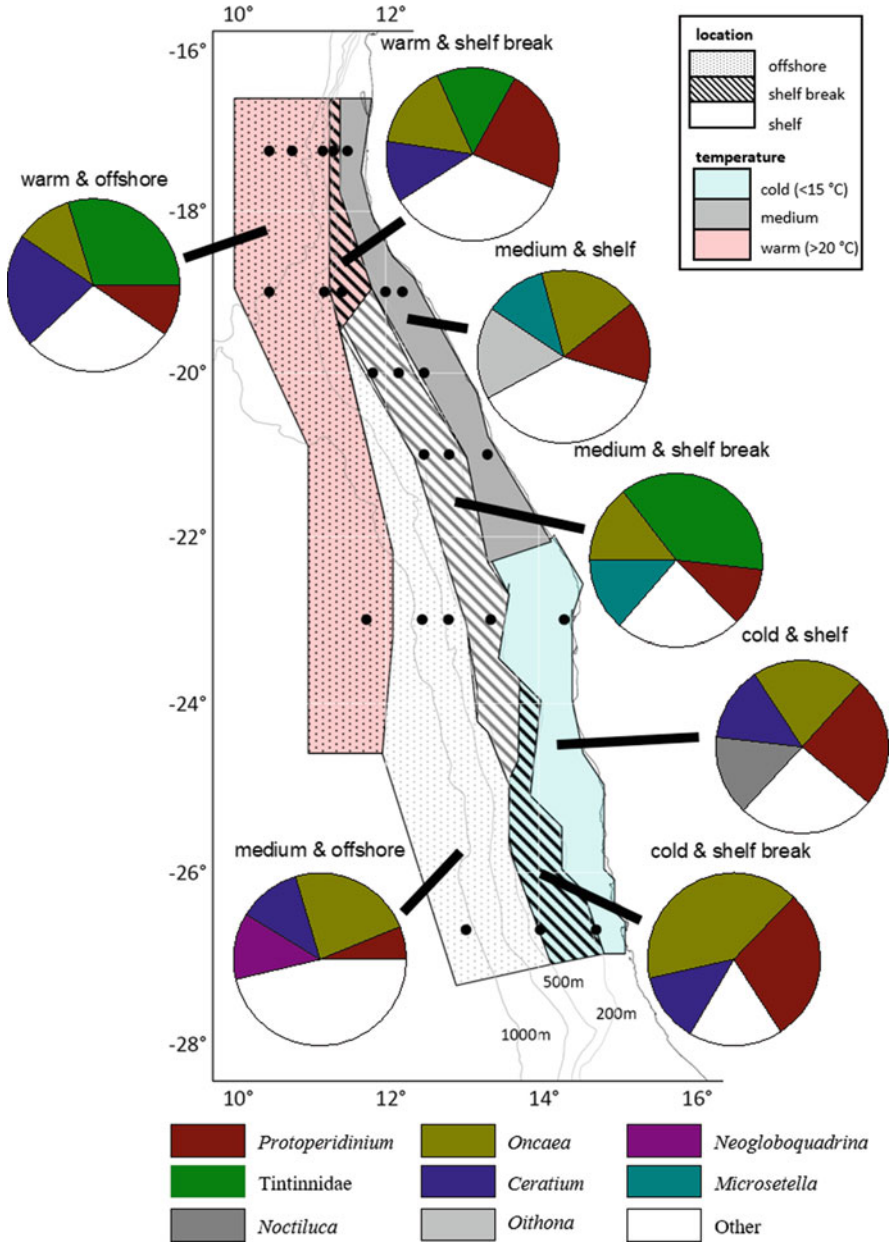 10°
12°
-16°
-18°
-20°
-22°
-24°
-26°
-28°
warm & shelf break
location
offshore
shelf break
shelf
temperature
cold (<15 °C)
medium
warm (>20 °C)
warm & offshore
medium & shelf
medium & shelf break
cold & shelf
medium & offshore
cold & shelf break
500m
200m
1000m
10°
12°
14°
16°
Protoperidinium
Oncaea
Neogloboquadrina
Tintinnidae
Ceratium
Microsetella
Noctiluca
Oithona
Other